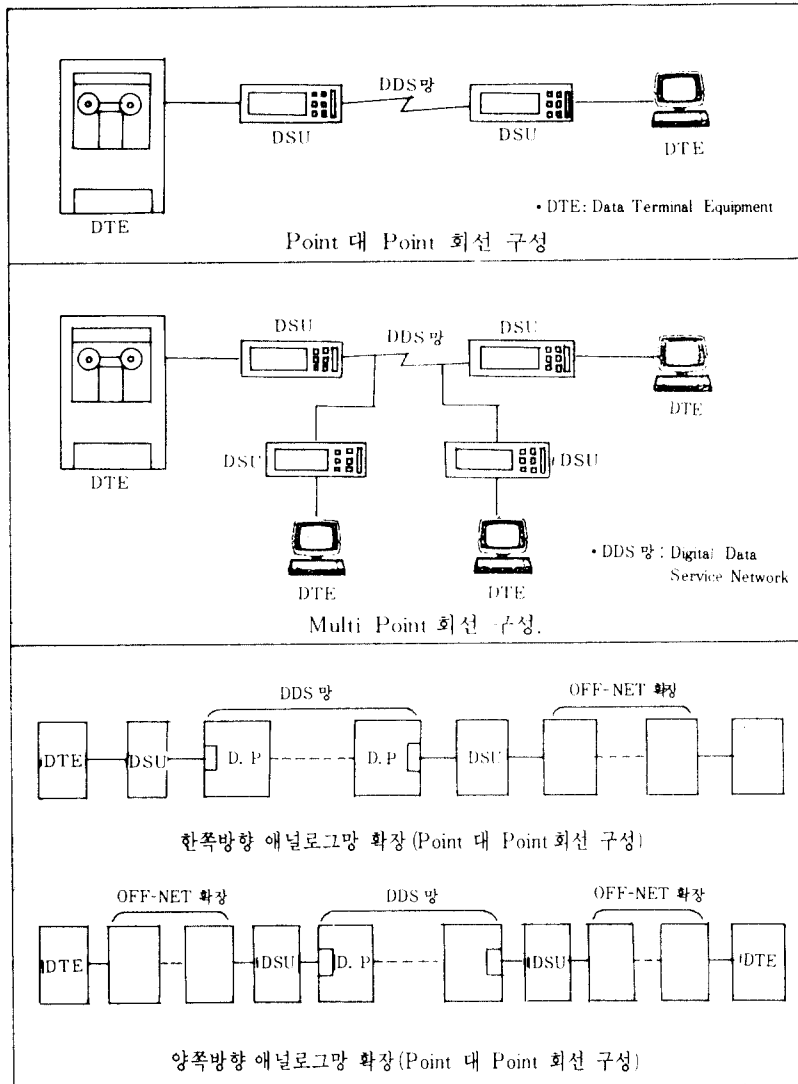 DDS망
DSU
DSU
DTE
DTE
• DTE: Data Terminal Equipment
Point 대 Point 회선 구성
DSU
DDS망
DSU
DTE
DSU
DSU
DTE
DTE
DTE
• DDS 망 : Digital Data
Service Network
Multi Point 회선 구성.
DDS 망
OFF-NET 확장
DTE
DSU
D. P
D. P
DSU
한쪽방향 애널로그망 확장 (Point 대 Point 회선 구성)
OFF-NET 확장
DDS 망
OFF-NET 확장
DTE
DSU
D. P
DSU
DTE
양쪽방향 애널로그망 확장 (Point 대 Point 회선 구성)